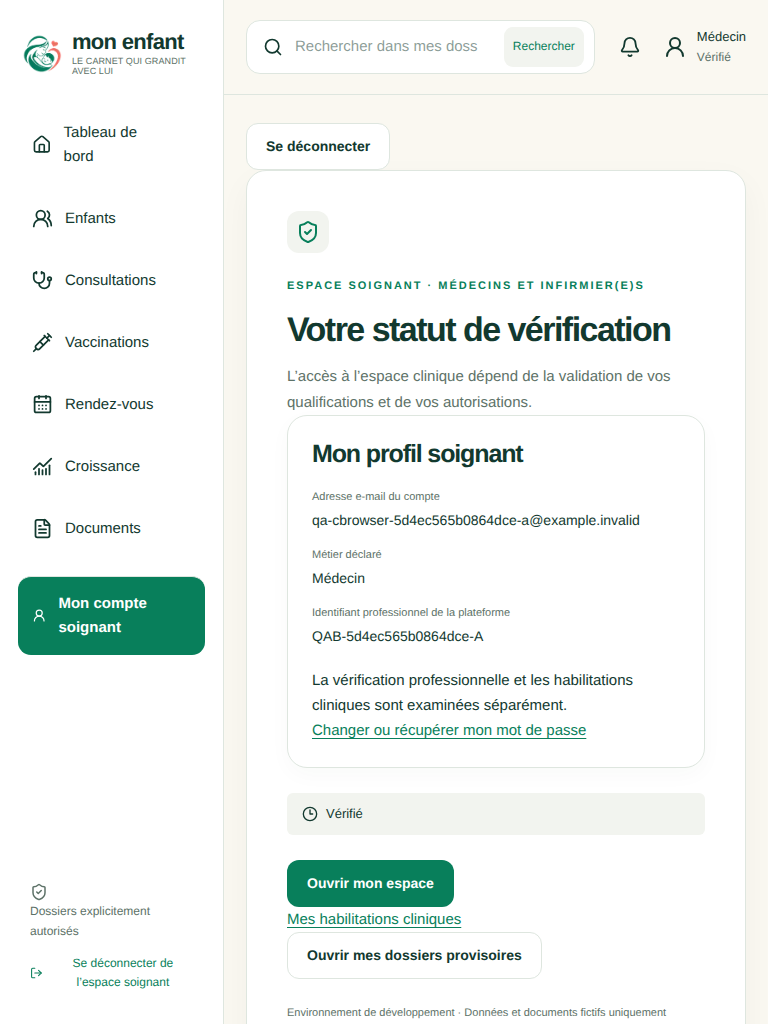 mon enfant
LE CARNET QUI GRANDIT
AVEC LUI
Tableau de
bord
Enfants
Consultations
Vaccinations
Rendez-vous
Croissance
Documents
Mon compte
soignant
Dossiers explicitement
autorisés
Se déconnecter de
l’espace soignant
Rechercher dans mes doss
Rechercher
Médecin
Vérifié
Se déconnecter
ESPACE SOIGNANT · MÉDECINS ET INFIRMIER(E)S
Votre statut de vérification
L’accès à l’espace clinique dépend de la validation de vos
qualifications et de vos autorisations.
Mon profil soignant
Adresse e-mail du compte
qa-cbrowser-5d4ec565b0864dce-a@example.invalid
Métier déclaré
Médecin
Identifiant professionnel de la plateforme
QAB-5d4ec565b0864dce-A
La vérification professionnelle et les habilitations
cliniques sont examinées séparément.
Changer ou récupérer mon mot de passe
Vérifié
Ouvrir mon espace
Mes habilitations cliniques
Ouvrir mes dossiers provisoires
Environnement de développement · Données et documents fictifs uniquement